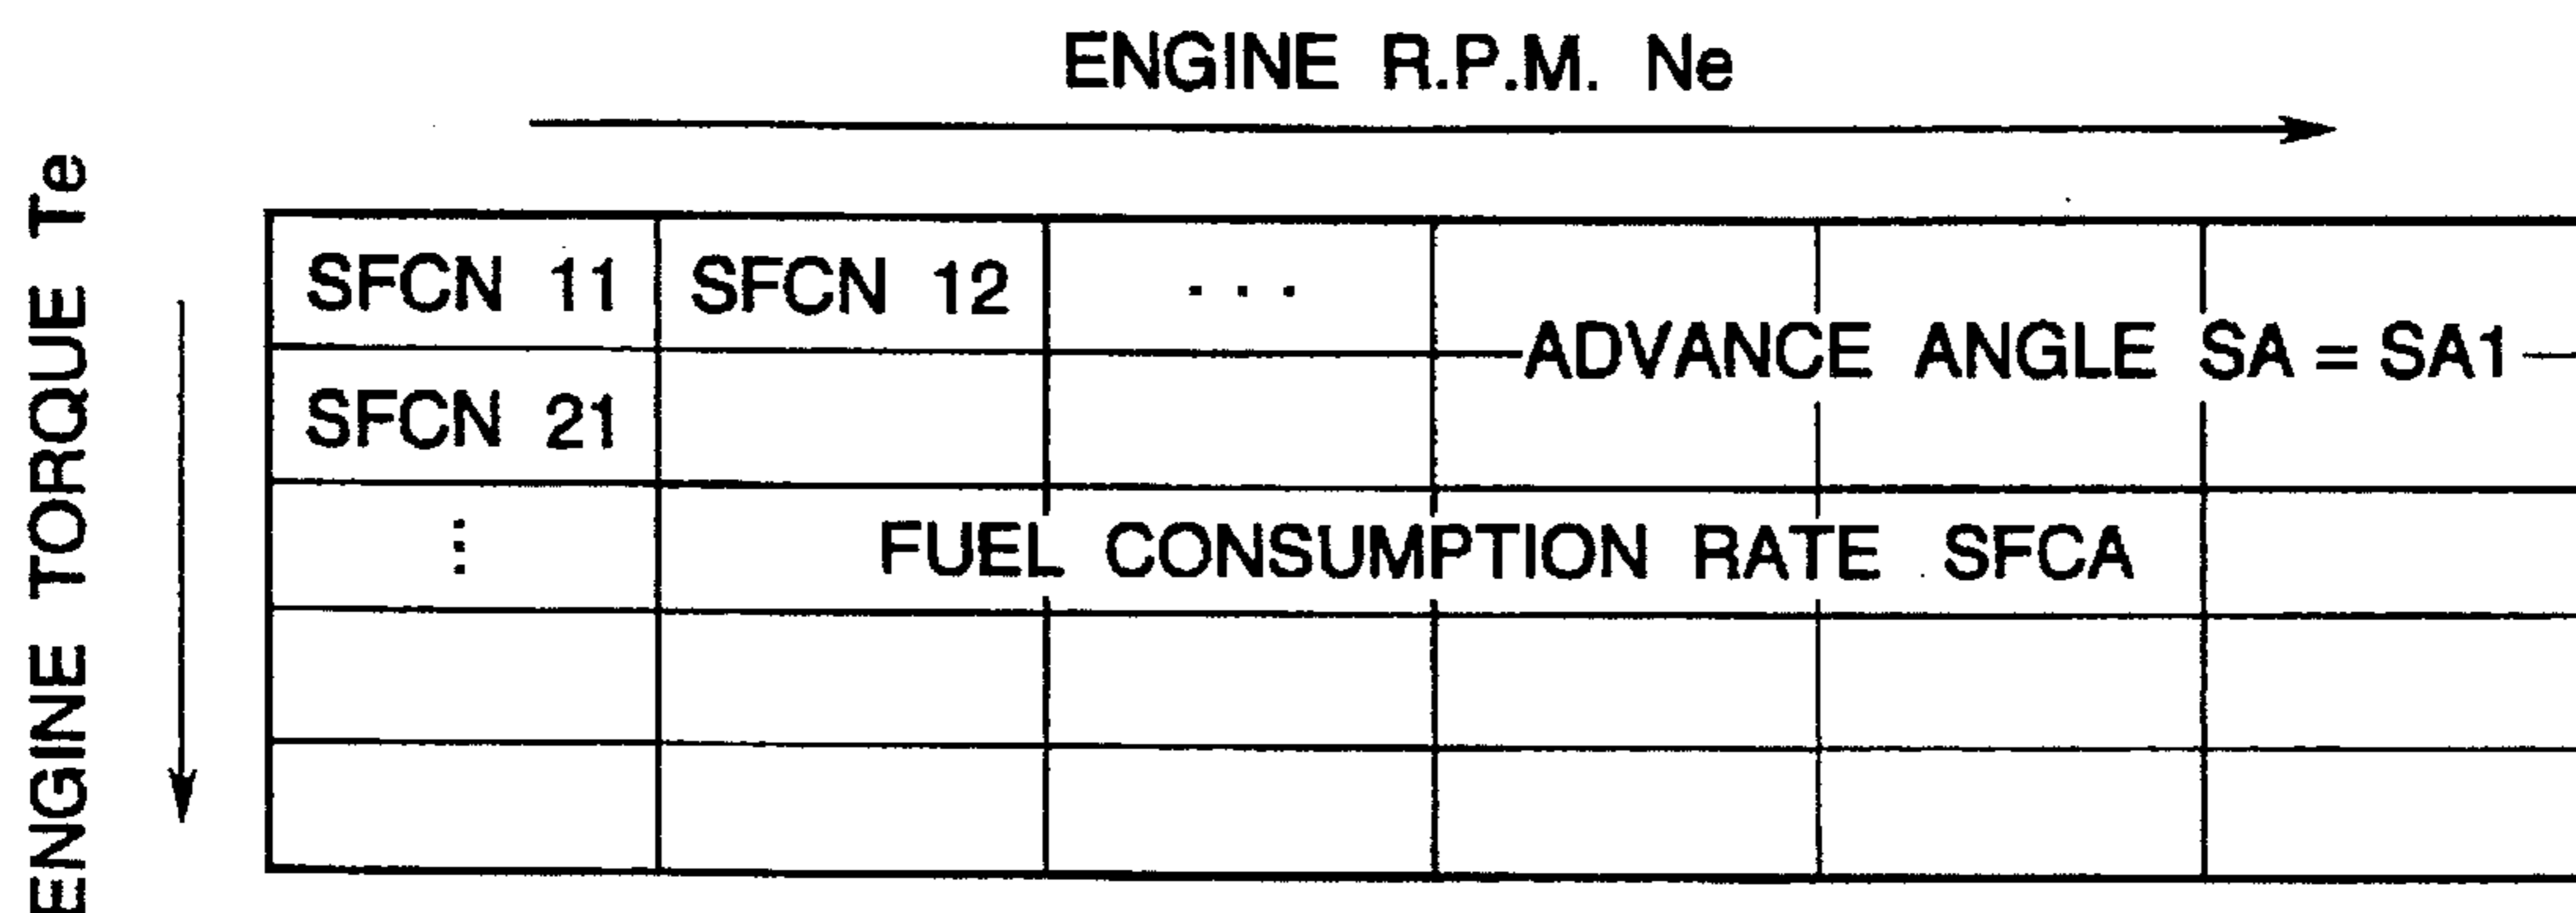 ENGINE R.P.M. Ne
ENGINE TORQUE Te
SFCN 11 SFCN 12 ...
ADVANCE ANGLE SA = SA1
SFCN 21
⋮
FUEL CONSUMPTION RATE SFCA